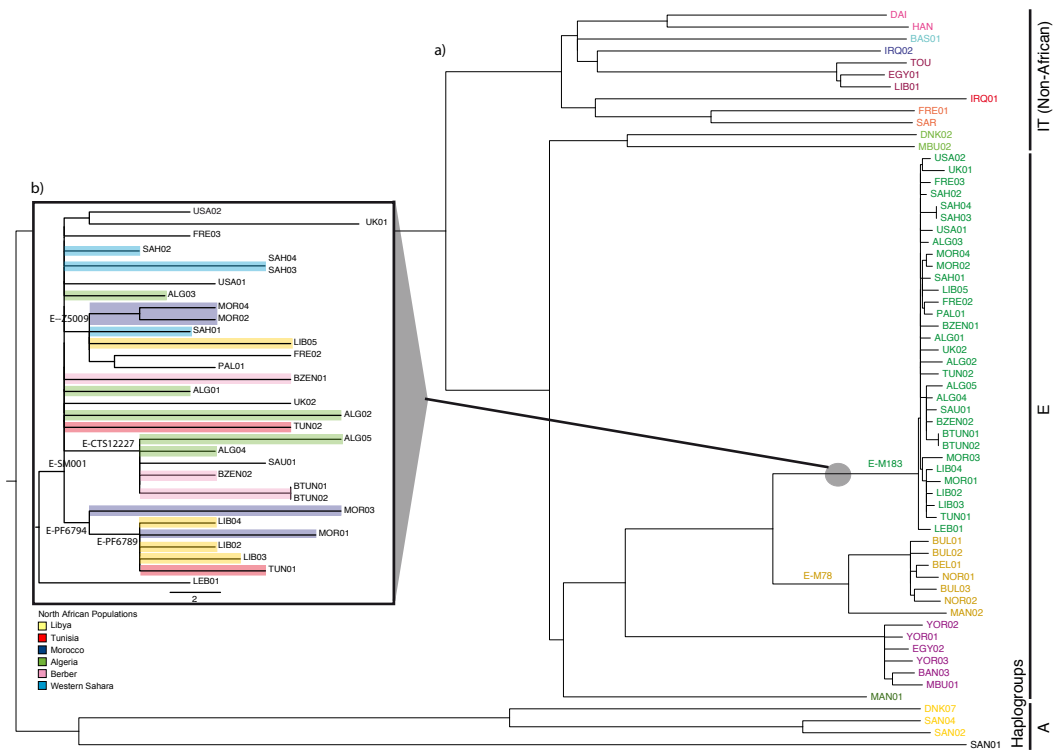 a)
DAI
HAN
BAS01
IRQ02
TOU
EGY01
LIB01
IRQ01
FRE01
SAR
DNK02
MBU02
USA02
UK01
FRE03
SAH02
SAH04
SAH03
USA01
ALG03
MOR04
MOR02
SAH01
LIB05
FRE02
PAL01
BZEN01
ALG01
UK02
ALG02
TUN02
ALG05
ALG04
SAU01
BZEN02
BTUN01
BTUN02
E-M183
MOR03
LIB04
MOR01
LIB02
LIB03
TUN01
LEB01
BUL01
BUL02
BEL01
E-M78
NOR01
BUL03
NOR02
MAN02
YOR02
YOR01
EGY02
YOR03
BAN03
MBU01
MAN01
DNK07
SAN04
SAN02
SAN01
IT (Non-African)
E
A
Haplogroups
b)
USA02
UK01
FRE03
SAH02
SAH04
SAH03
USA01
ALG03
MOR04
E--Z5009
MOR02
SAH01
LIB05
FRE02
PAL01
BZEN01
ALG01
UK02
ALG02
TUN02
E-CTS12227
ALG05
ALG04
E-SM001
SAU01
BZEN02
BTUN01
BTUN02
MOR03
LIB04
E-PF6794
MOR01
E-PF6789
LIB02
LIB03
TUN01
LEB01
2
North African Populations
Libya
Tunisia
Morocco
Algeria
Berber
Western Sahara